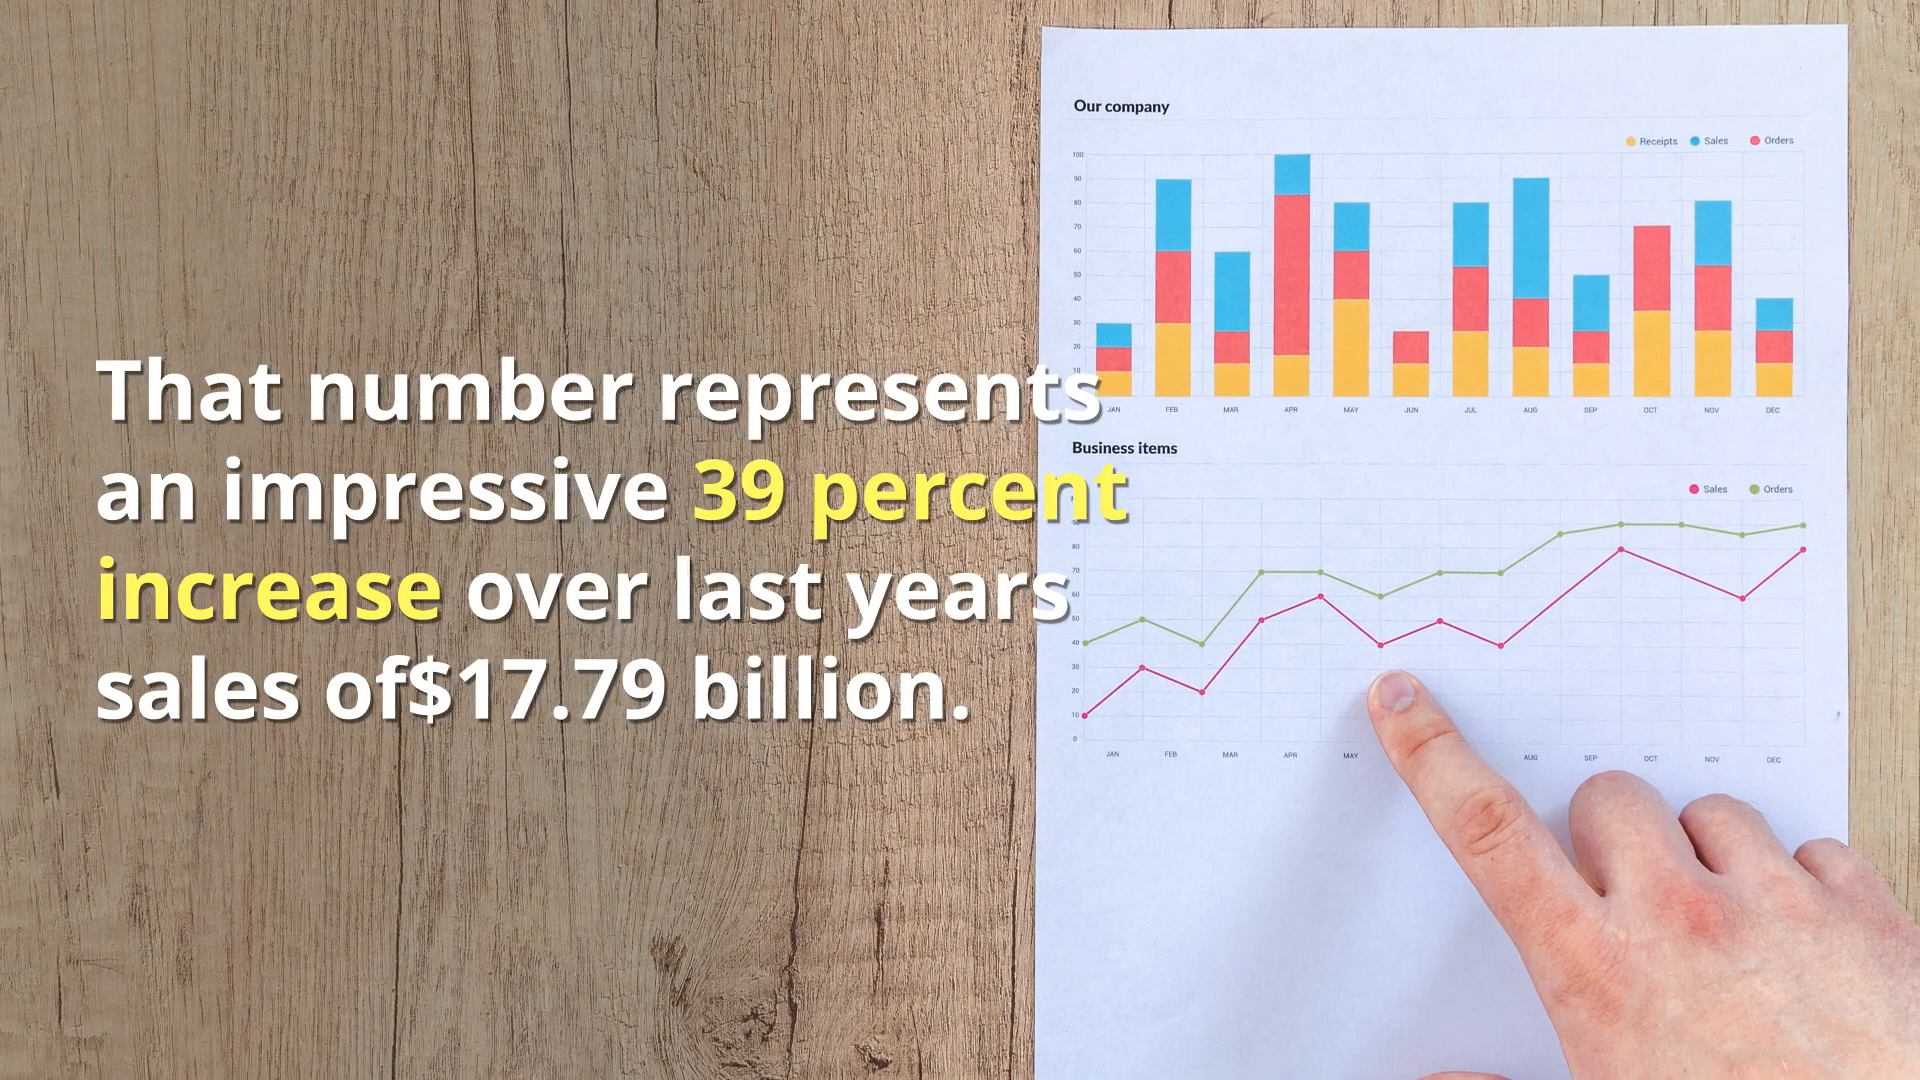 That number represents
an impressive 39 percent
increase over last years
sales of$17.79 billion.
Our company
Receipts Sales Orders
100
90
80
70
60
50
40
30
20
10
JAN FEB MAR APR MAY JUN JUL AUG SEP OCT NOV DEC
Business items
Sales Orders
80
70
60
50
40
30
20
10
0
JAN FEB MAR APR MAY AUG SEP OCT NOV DEC